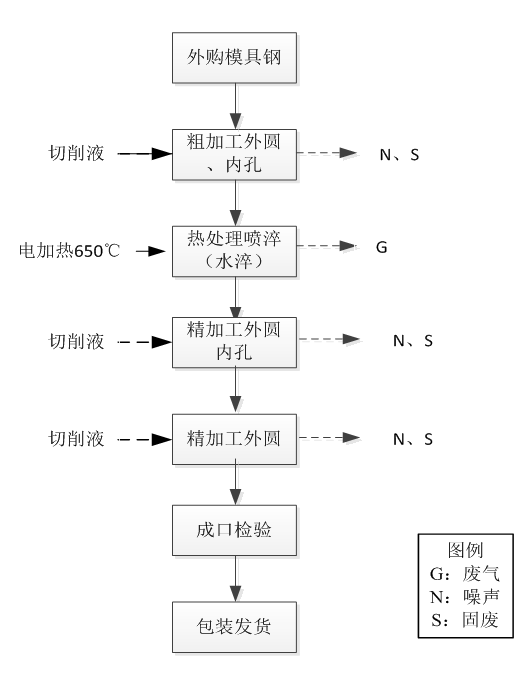 外购模具钢
切削液
粗加工外圆
、内孔
N、S
电加热650℃
热处理喷淬
（水淬）
G
切削液
精加工外圆
内孔
N、S
切削液
精加工外圆
N、S
成口检验
包装发货
图例
G：废气
N：噪声
S：固废